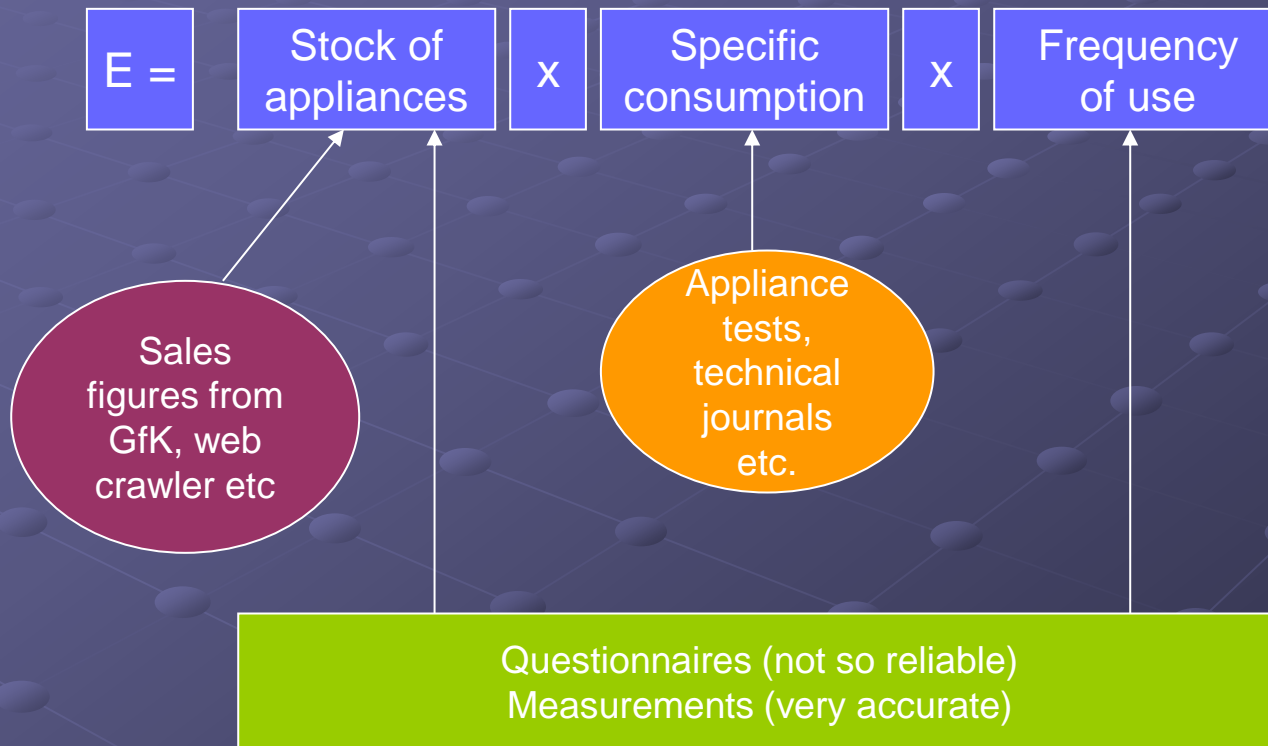 E =
Stock of
appliances
x
Specific
consumption
x
Frequency
of use
Sales
figures from
GfK, web
crawler etc
Appliance
tests,
technical
journals
etc.
Questionnaires (not so reliable)
Measurements (very accurate)